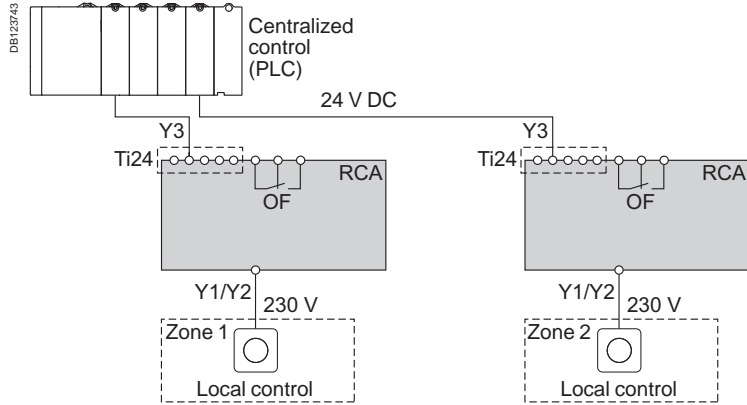 DB123743
Centralized
control
(PLC)
24 V DC
Y3
Y3
Ti24
RCA
OF
Ti24
RCA
OF
Y1/Y2
230 V
Y1/Y2
230 V
Zone 1
Local control
Zone 2
Local control